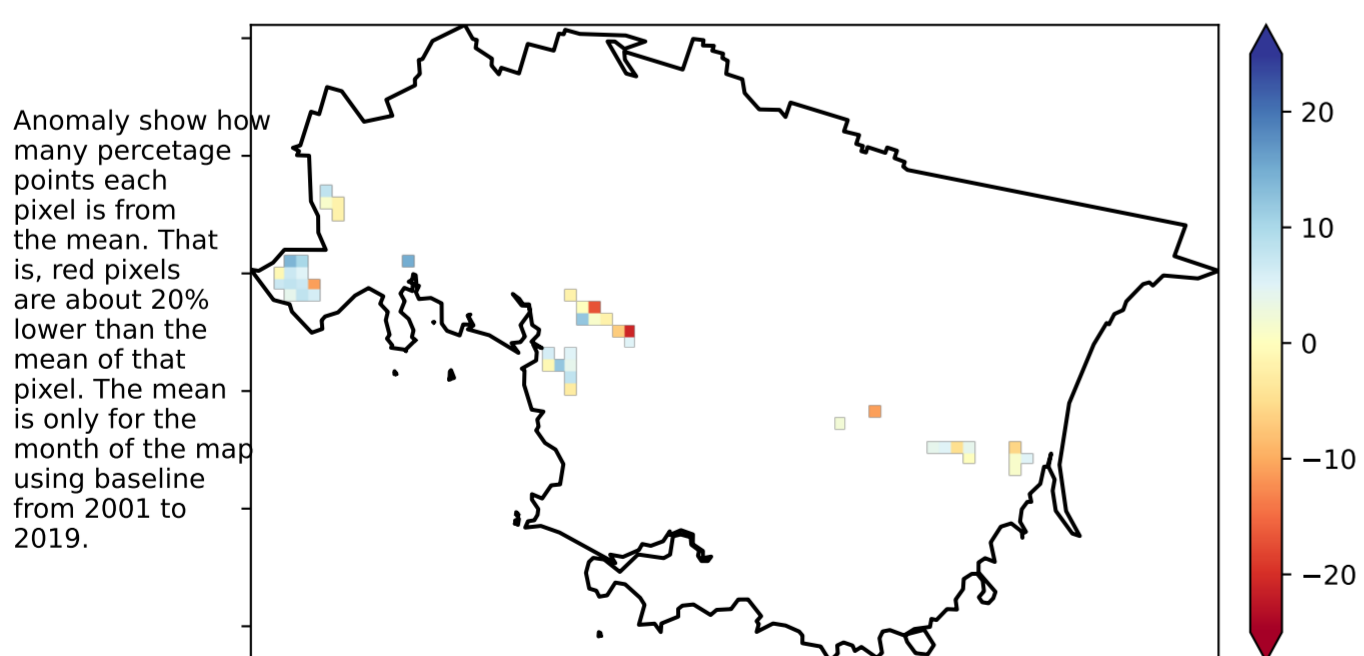 Anomaly show how
many percetage
points each
pixel is from
the mean. That
is, red pixels
are about 20%
lower than the
mean of that
pixel. The mean
is only for the
month of the map
using baseline
from 2001 to
2019.
20
10
0
−10
−20